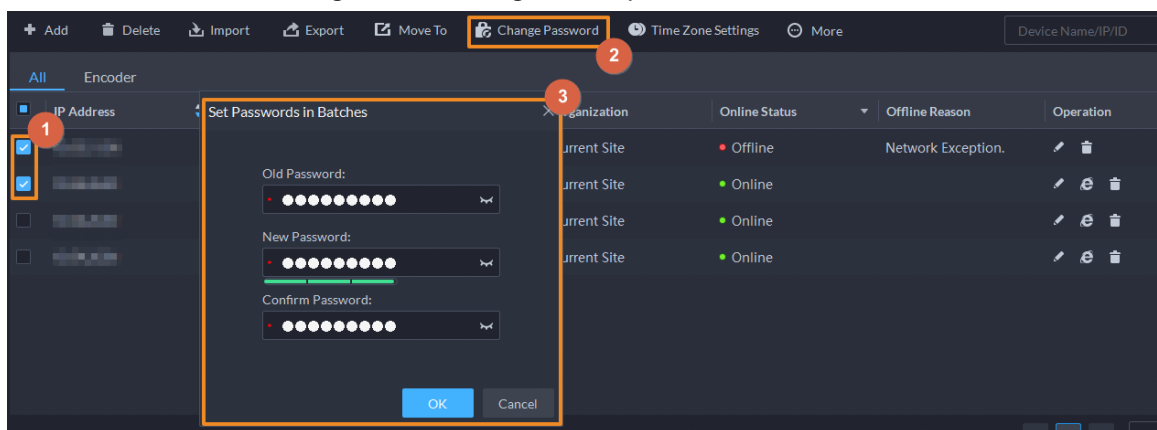 Add Delete Import Export Move To Change Password Time Zone Settings More Device Name/IP/ID
2
All Encoder
3
IP Address Set Passwords in Batches ganization Online Status Offline Reason Operation
1
urrent Site Offline Network Exception.
Old Password:
urrent Site Online
urrent Site Online
New Password:
urrent Site Online
Confirm Password:
OK Cancel